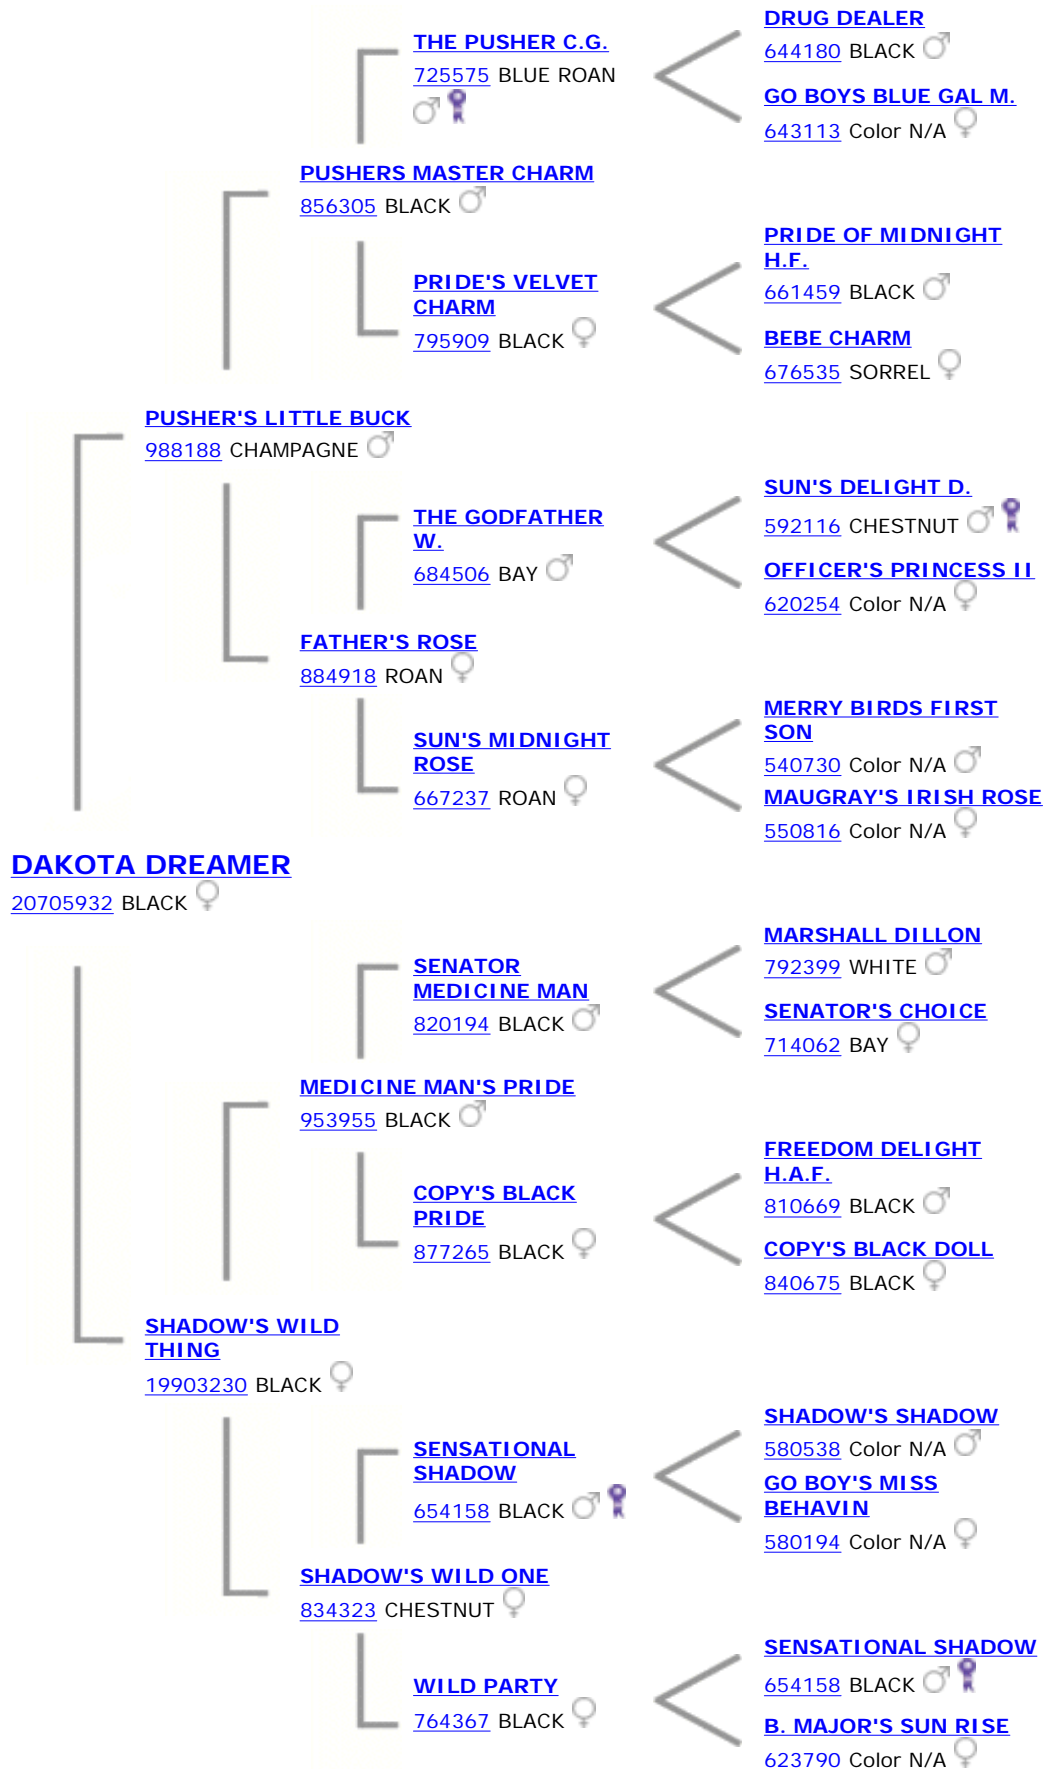 DRUG DEALER
644180 BLACK
THE PUSHER C.G.
725575 BLUE ROAN
GO BOYS BLUE GAL M.
643113 Color N/A
PUSHERS MASTER CHARM
856305 BLACK
PRIDE OF MIDNIGHT
H.F.
661459 BLACK
PRIDE'S VELVET
CHARM
795909 BLACK
BEBE CHARM
676535 SORREL
PUSHER'S LITTLE BUCK
988188 CHAMPAGNE
SUN'S DELIGHT D.
592116 CHESTNUT
THE GODFATHER
W.
684506 BAY
OFFICER'S PRINCESS II
620254 Color N/A
FATHER'S ROSE
884918 ROAN
MERRY BIRDS FIRST
SON
540730 Color N/A
SUN'S MIDNIGHT
ROSE
667237 ROAN
MAUGRAY'S IRISH ROSE
550816 Color N/A
DAKOTA DREAMER
20705932 BLACK
MARSHALL DILLON
792399 WHITE
SENATOR
MEDICINE MAN
820194 BLACK
SENATOR'S CHOICE
714062 BAY
MEDICINE MAN'S PRIDE
953955 BLACK
FREEDOM DELIGHT
H.A.F.
810669 BLACK
COPY'S BLACK
PRIDE
877265 BLACK
COPY'S BLACK DOLL
840675 BLACK
SHADOW'S WILD
THING
19903230 BLACK
SHADOW'S SHADOW
580538 Color N/A
SENSATIONAL
SHADOW
654158 BLACK
GO BOY'S MISS
BEHAVIN
580194 Color N/A
SHADOW'S WILD ONE
834323 CHESTNUT
SENSATIONAL SHADOW
654158 BLACK
WILD PARTY
764367 BLACK
B. MAJOR'S SUN RISE
623790 Color N/A